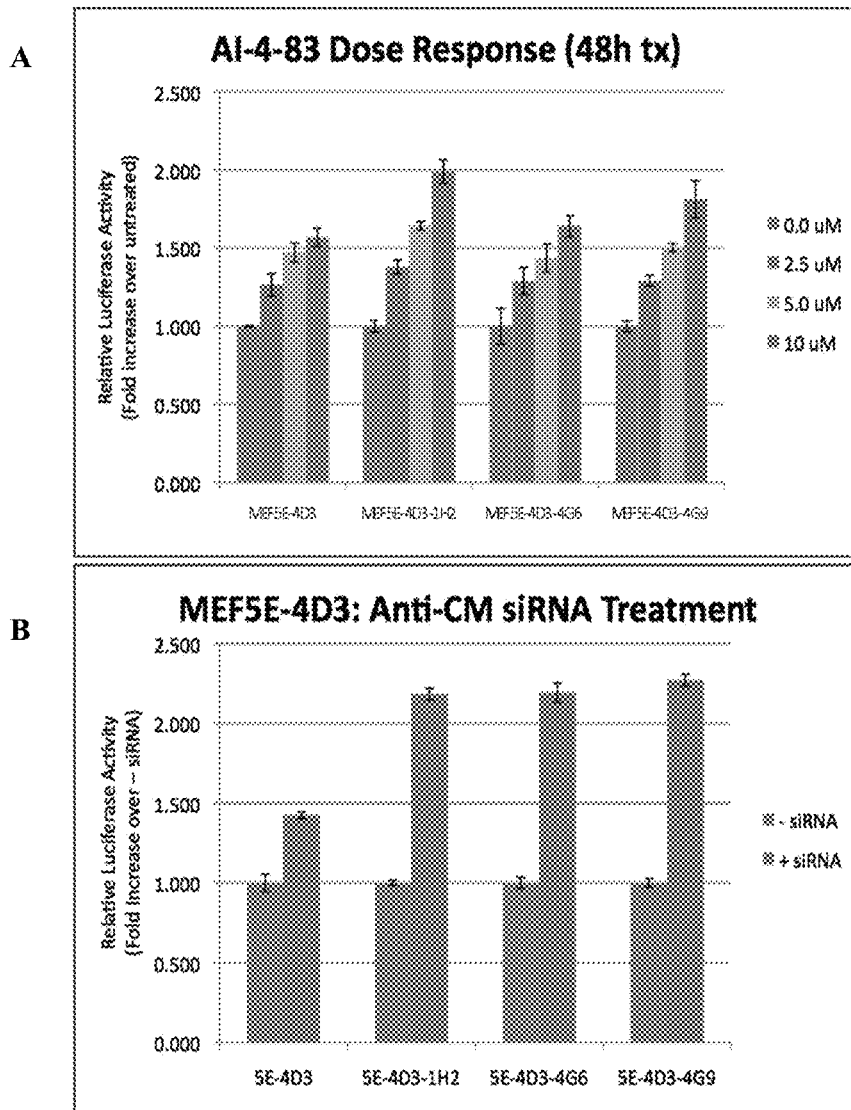 A
AI-4-83 Dose Response (48h tx)
Relative Luciferase Activity
(Fold increase over untreated)
2.500
2.000
1.500
1.000
0.500
0.000
MEF5E-4D3
MEF5E-4D3-1H2
MEF5E-4D3-4G6
MEF5E-4D3-4G9
0.0 uM
2.5 uM
5.0 uM
10 uM
B
MEF5E-4D3: Anti-CM siRNA Treatment
Relative Luciferase Activity
(Fold Increase over - siRNA)
2.500
2.000
1.500
1.000
0.500
0.000
5E-4D3
5E-4D3-1H2
5E-4D3-4G6
5E-4D3-4G9
- siRNA
+ siRNA